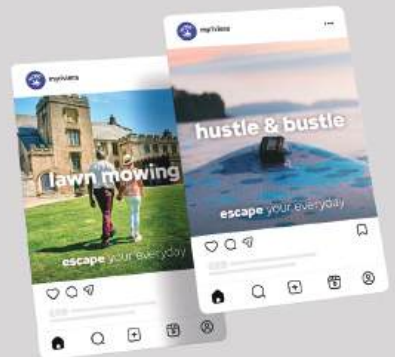 myriviera
lawn mowing
escape your everyday
myriviera
hustle & bustle
escape your everyday